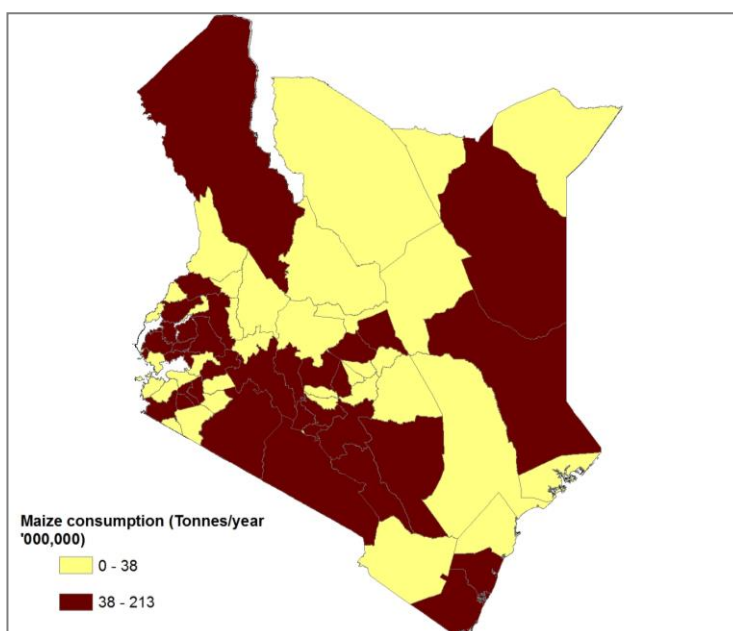 Maize consumption (Tonnes/year
'000,000)
0 - 38
38 - 213